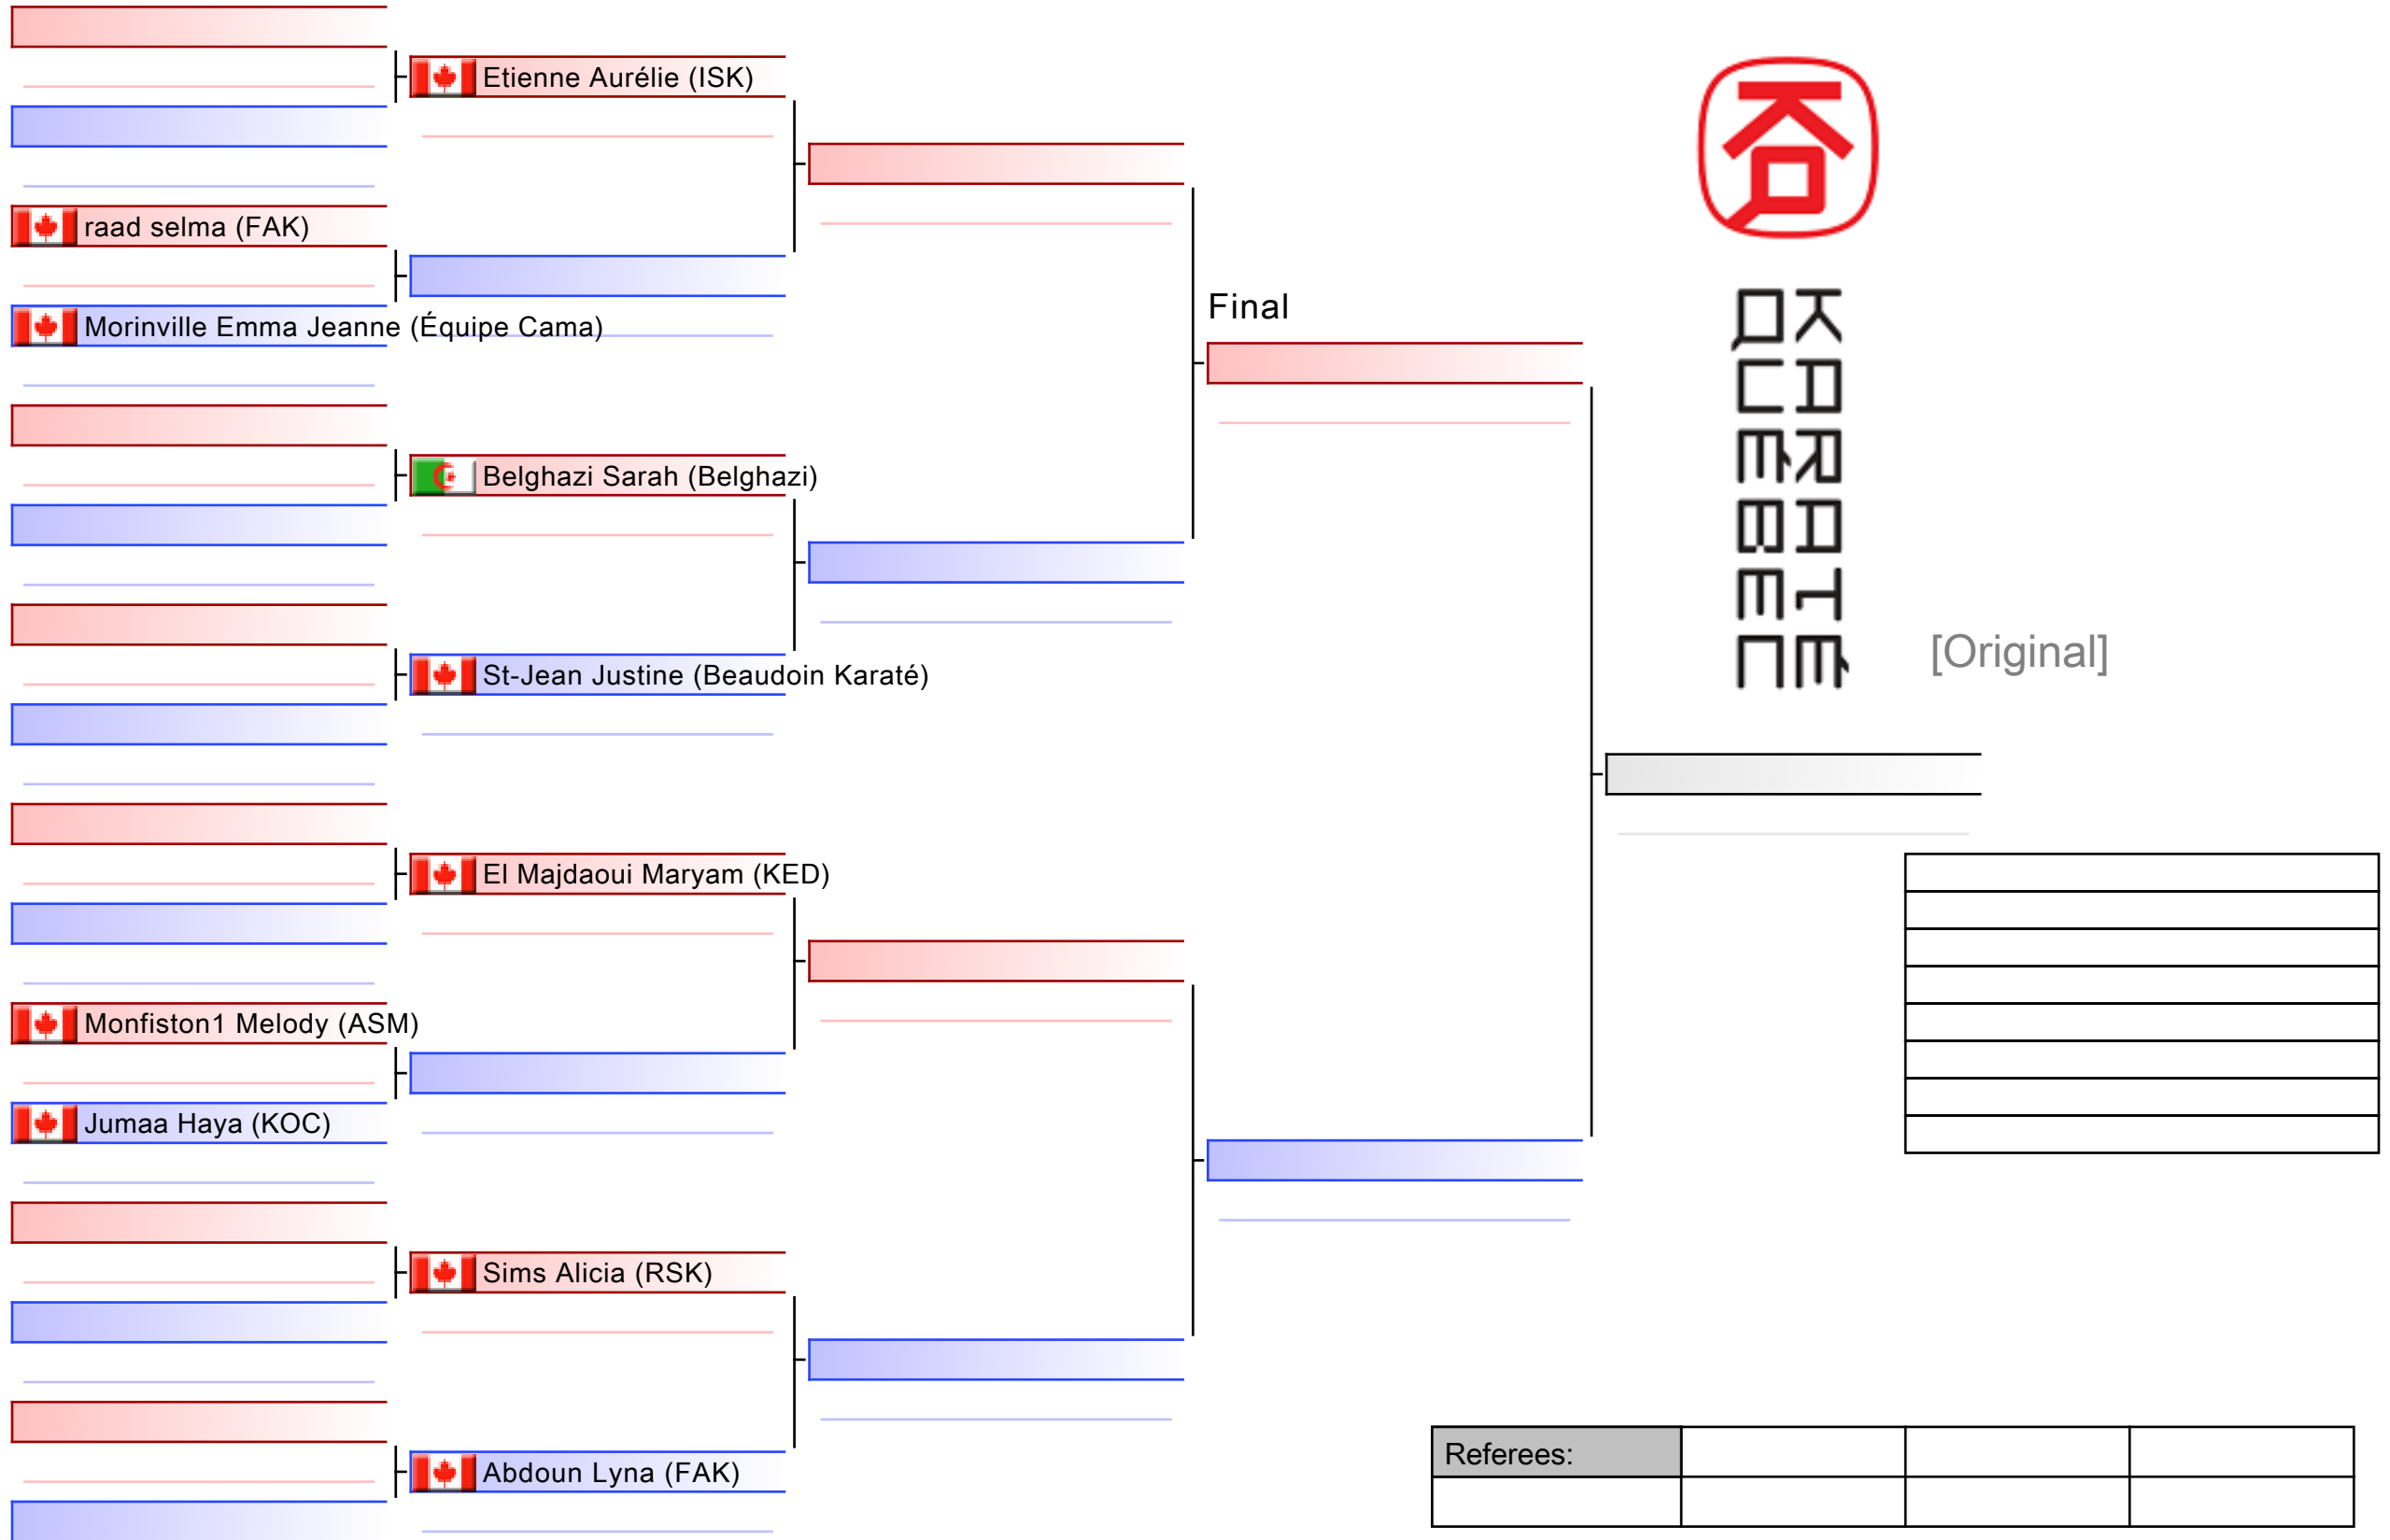 Etienne Aurélie (ISK)
raad selma (FAK)
Morinville Emma Jeanne (Équipe Cama)
Belghazi Sarah (Belghazi)
St-Jean Justine (Beaudoin Karaté)
El Majdaoui Maryam (KED)
Monfiston1 Melody (ASM)
Jumaa Haya (KOC)
Sims Alicia (RSK)
Abdoun Lyna (FAK)
Final
KARATÉ
QUÉBEC
[Original]
Referees: